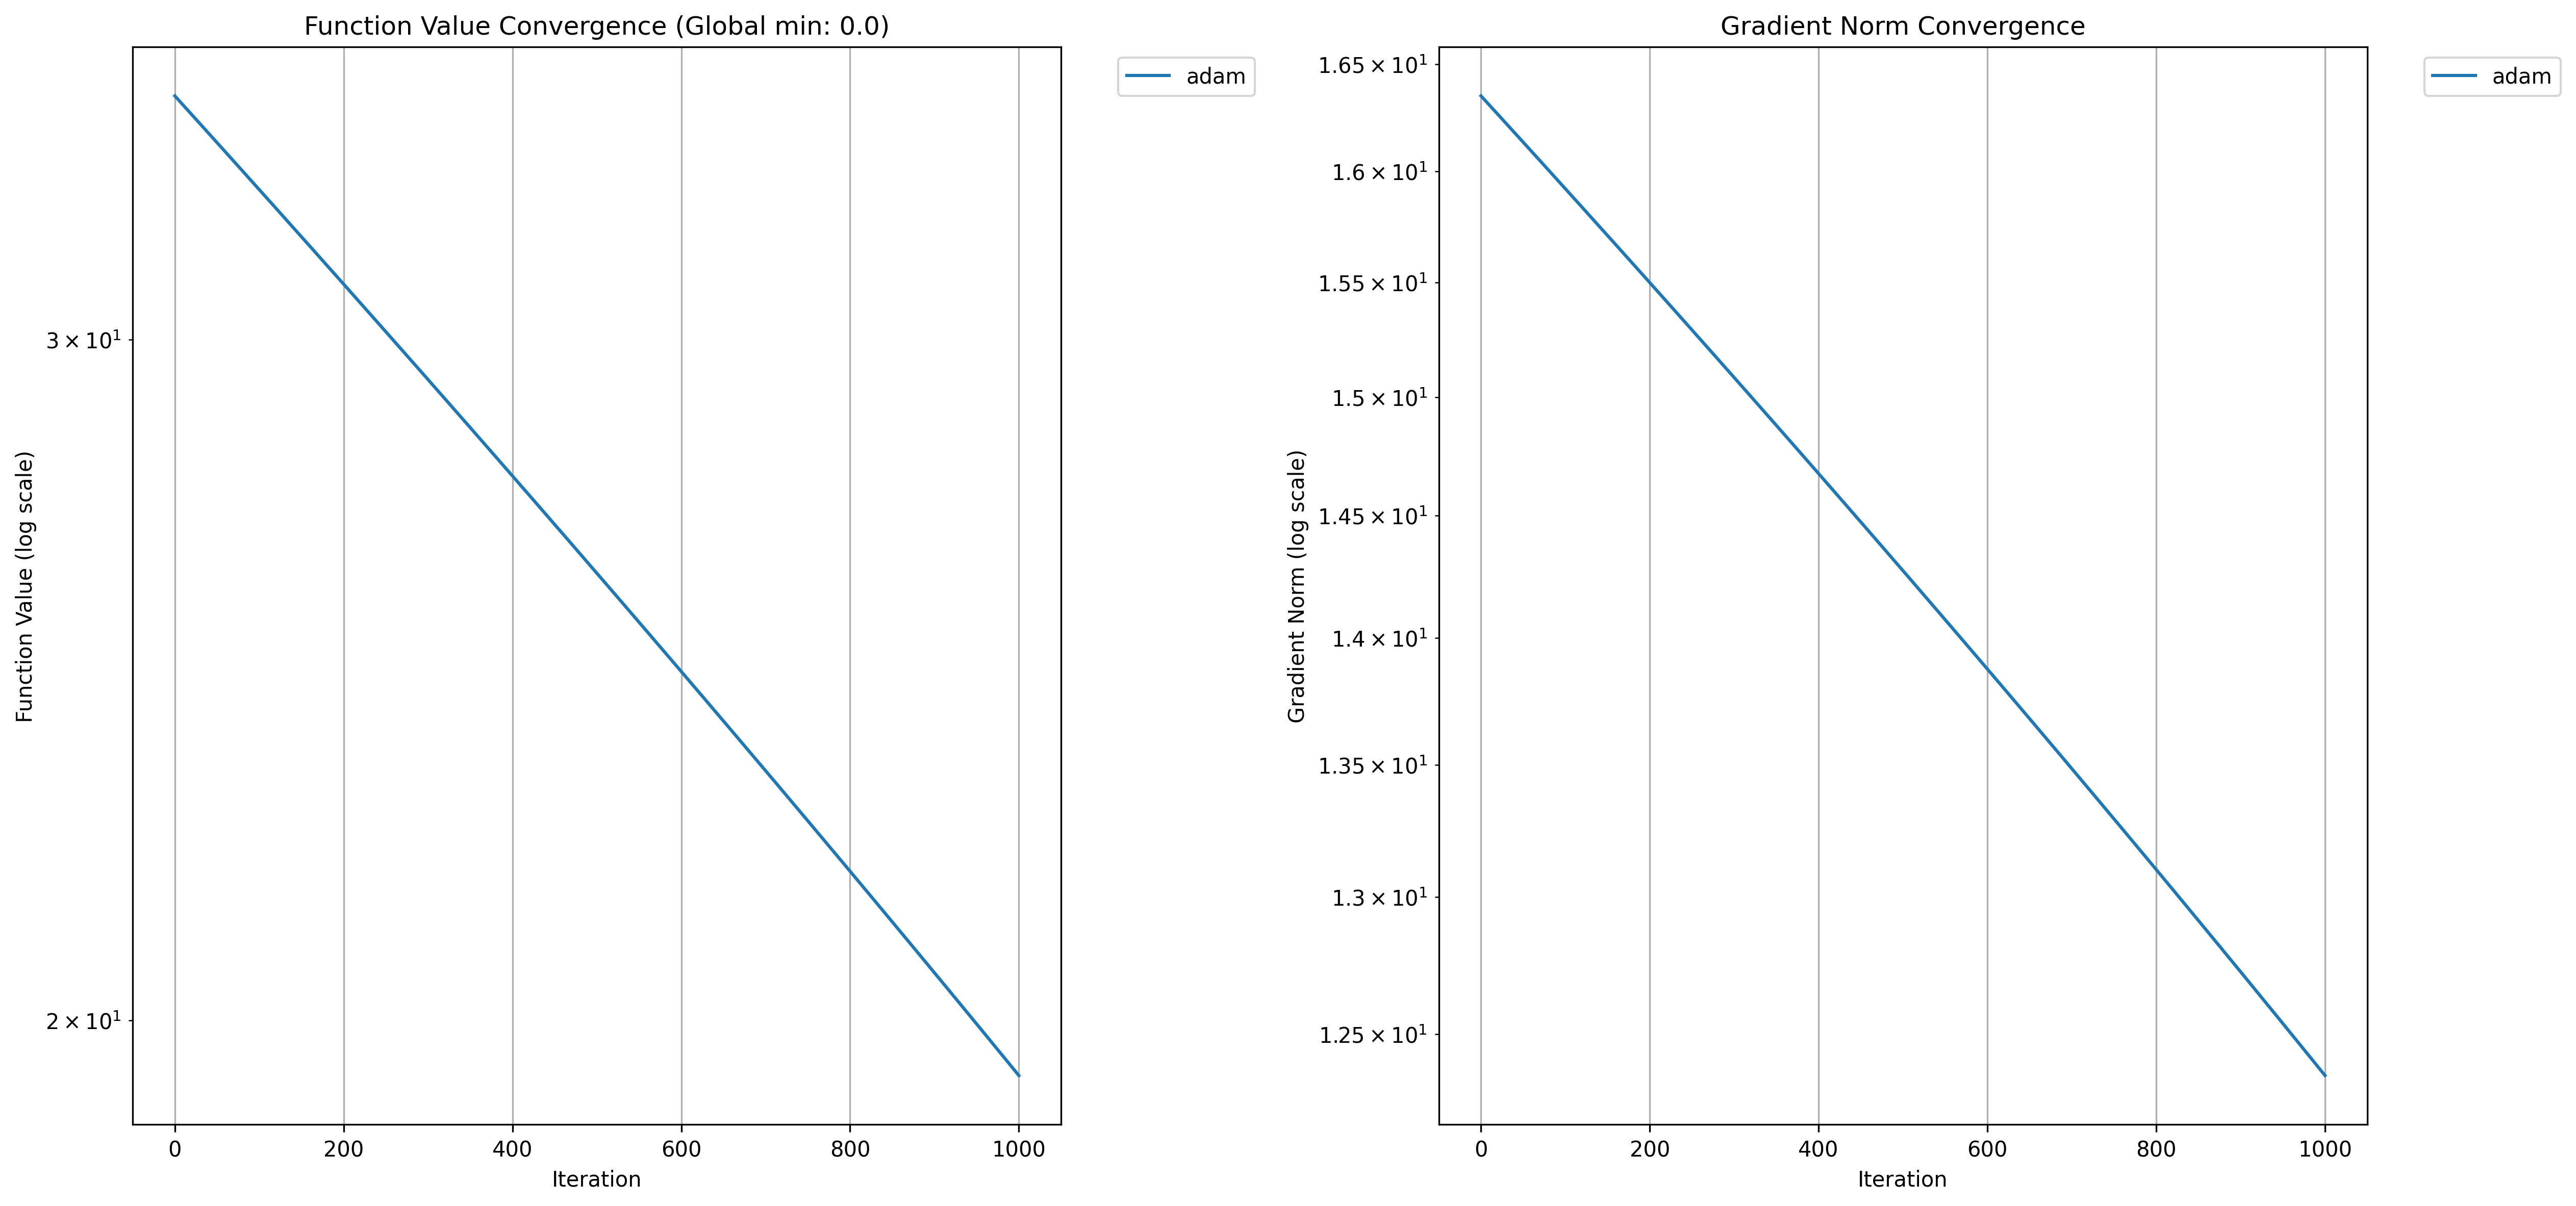 Function Value Convergence (Global min: 0.0)
Function Value (log scale)
3 × 10¹
2 × 10¹
0 200 400 600 800 1000
Iteration
adam
Gradient Norm Convergence
Gradient Norm (log scale)
1.65 × 10¹
1.6 × 10¹
1.55 × 10¹
1.5 × 10¹
1.45 × 10¹
1.4 × 10¹
1.35 × 10¹
1.3 × 10¹
1.25 × 10¹
0 200 400 600 800 1000
Iteration
adam